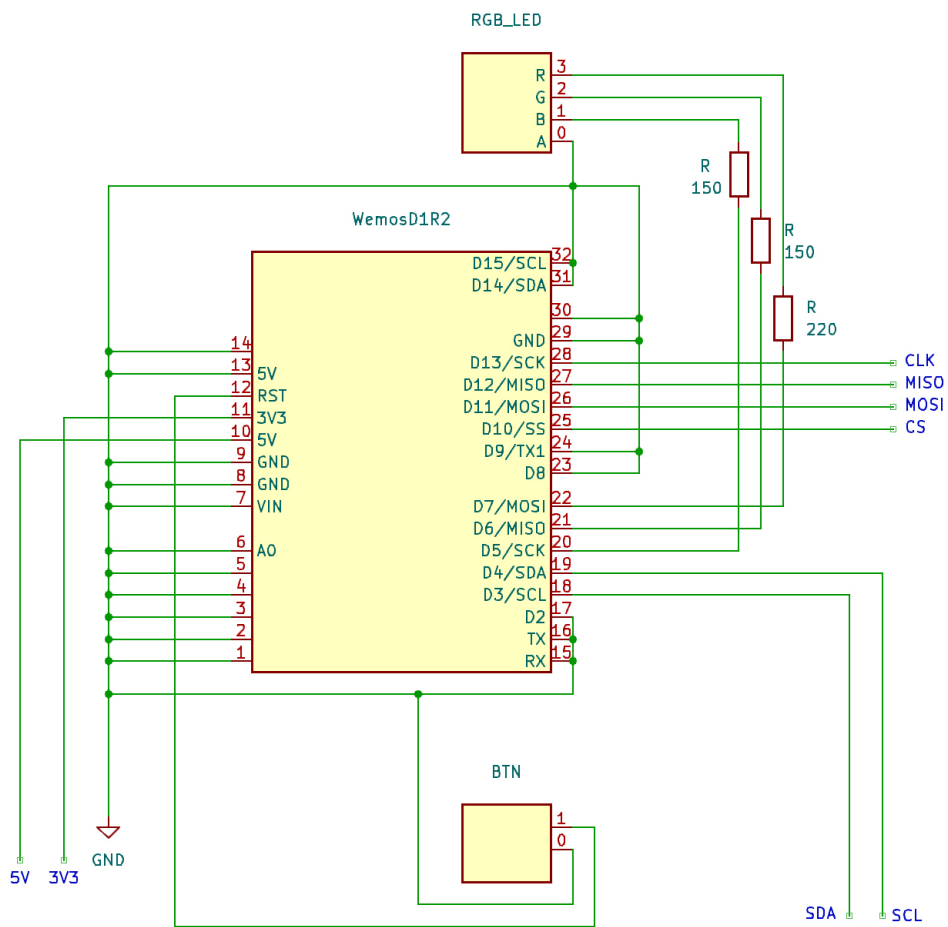 RGB_LED
R 3
G 2
B 1
A 0
R
150
R
150
R
220
WemosD1R2
D15/SCL 32
D14/SDA 31
30
GND 29
D13/SCK 28
D12/MISO 27
D11/MOSI 26
D10/SS 25
D9/TX1 24
D8 23
D7/MOSI 22
D6/MISO 21
D5/SCK 20
D4/SDA 19
D3/SCL 18
D2 17
TX 16
RX 15
14
13 5V
12 RST
11 3V3
10 5V
9 GND
8 GND
7 VIN
6 A0
5
4
3
2
1
CLK
MISO
MOSI
CS
BTN
1
0
GND
5V
3V3
SDA
SCL